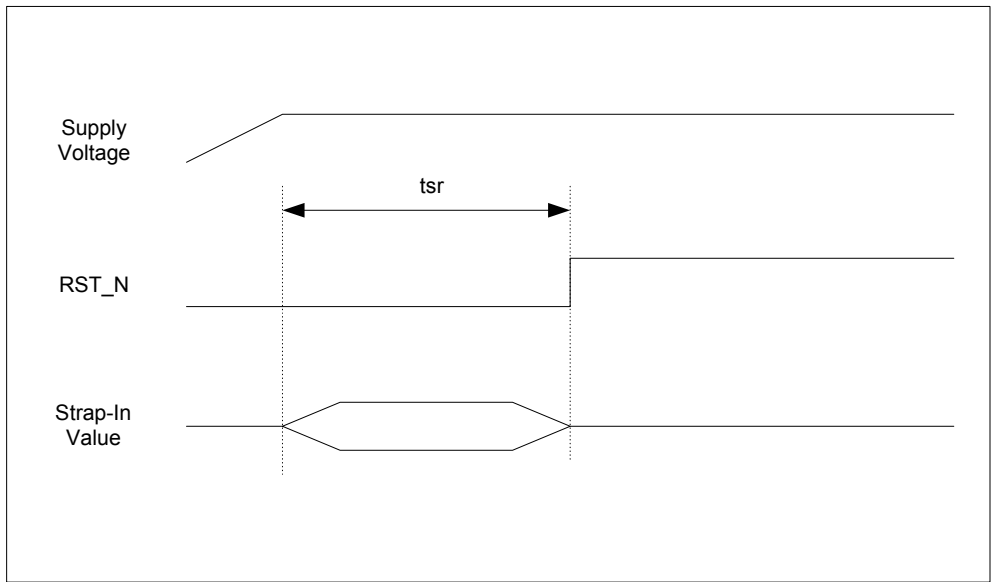 Supply
Voltage
tsr
RST_N
Strap-In
Value